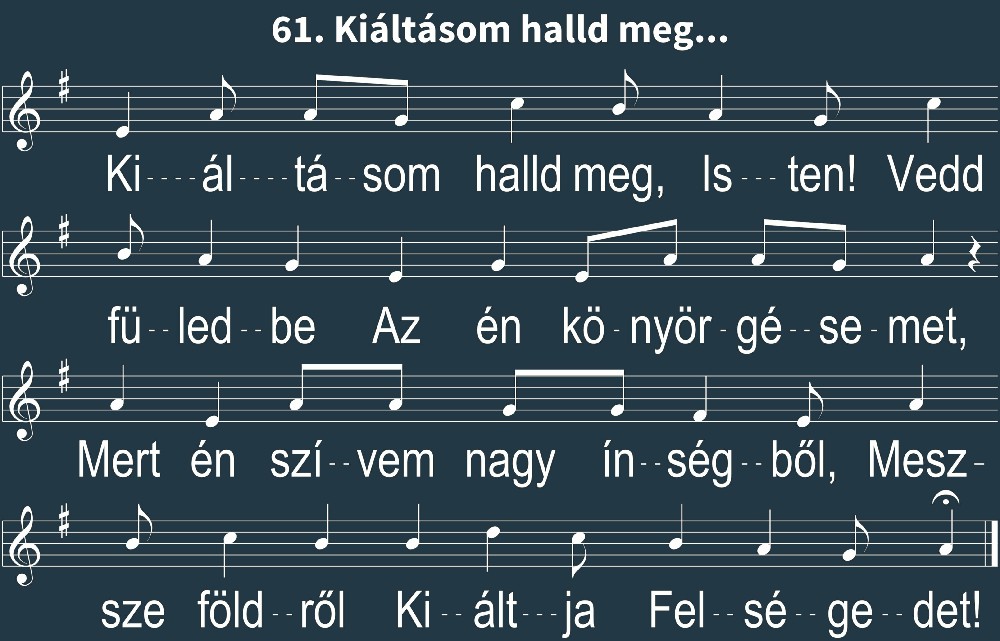 61. Kiáltásom halld meg...
Ki----ál----tá--som halld meg, Is---ten! Vedd
fü--led--be Az én kö-nyör-gé--se-met,
Mert én szí--vem nagy ín--ség--ből, Mesz-
sze föld--ről Ki--ált---ja Fel--sé--ge--det!